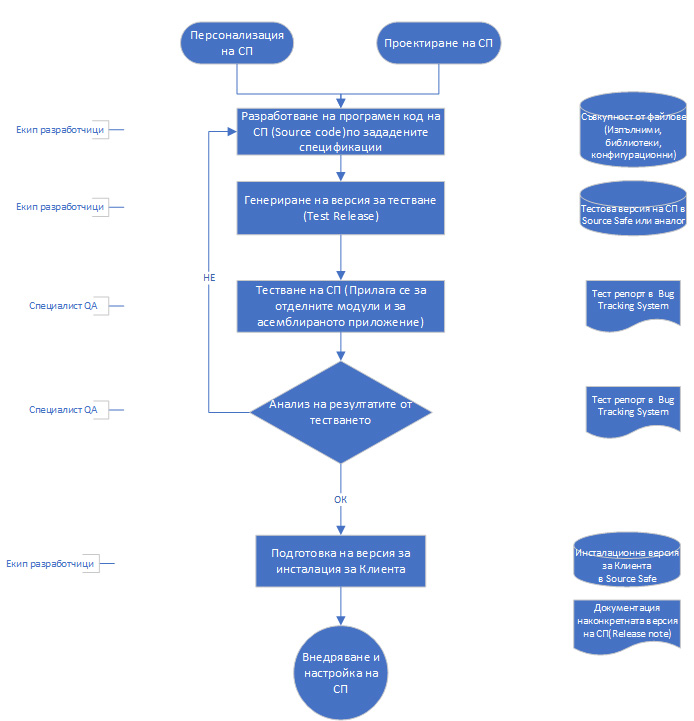 Персонализация
на СП
Проектиране на СП
Екип разработчици
Разработване на програмен код на
СП (Source code)по зададените
спецификации
Съвкупност от файлове
(Изпълними,
библиотеки,
конфигурационни)
Екип разработчици
Генериране на версия за тестване
(Test Release)
Тестова версия на СП в
Source Safe или аналог
НЕ
Специалист QA
Тестване на СП (Прилага се за
отделните модули и за
асемблираното приложение)
Тест репорт в Bug
Tracking System
Специалист QA
Анализ на резултатите от
тестването
Тест репорт в Bug
Tracking System
ОК
Екип разработчици
Подготовка на версия за
инсталация за Клиента
Инсталационна версия
за Клиента
в Source Safe
Документация
наконкретната версия
на СП(Release note)
Внедряване и
настройка на
СП